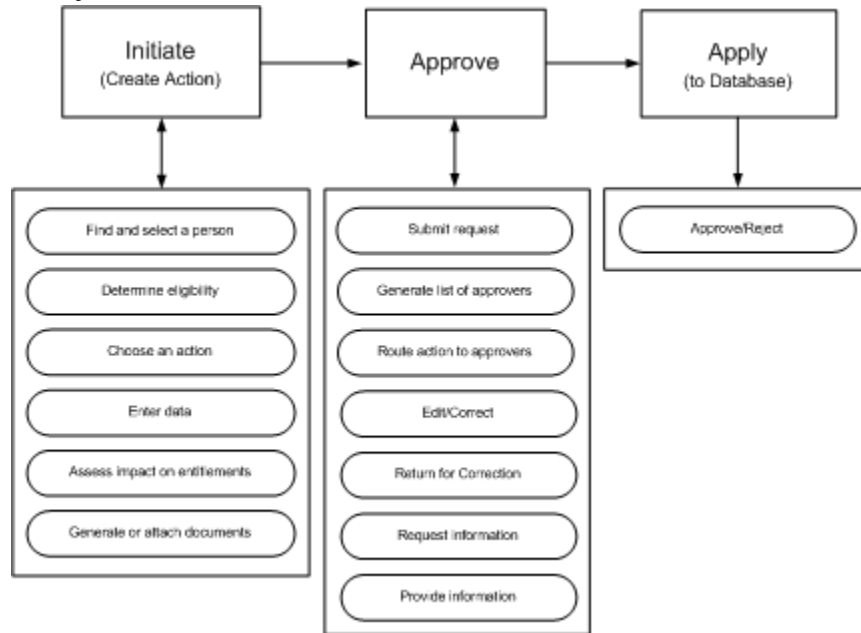 Initiate
(Create Action)
Approve
Apply
(to Database)
Find and select a person
Determine eligibility
Choose an action
Enter data
Assess impact on entitlements
Generate or attach documents
Submit request
Generate list of approvers
Route action to approvers
Edit/Correct
Return for Correction
Request information
Provide information
Approve/Reject